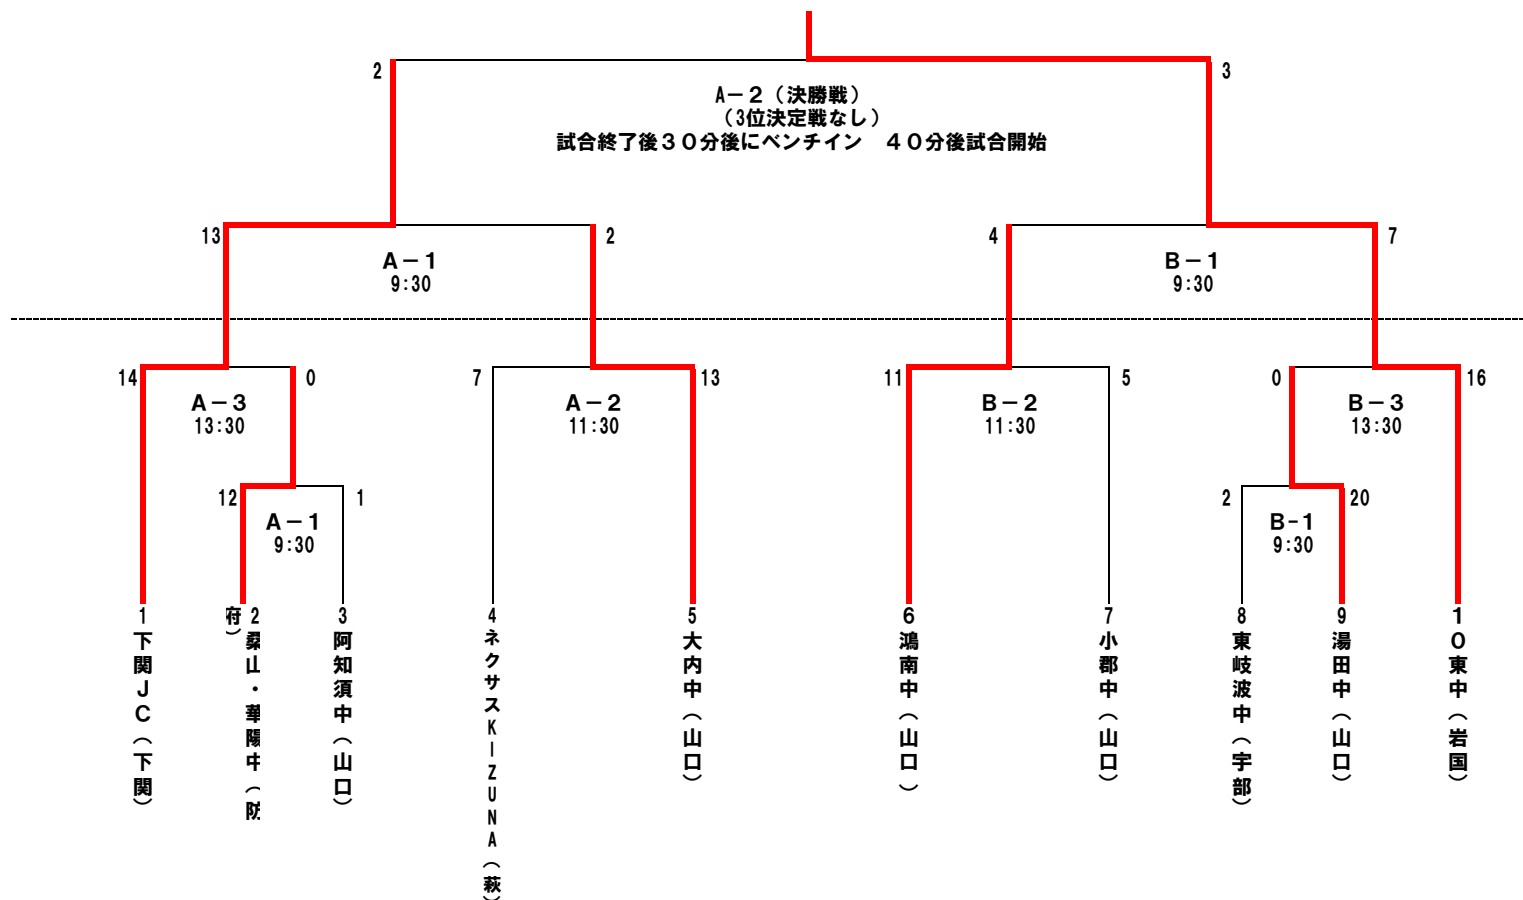 2
3
A－２（決勝戦）
（3位決定戦なし）
試合終了後３０分後にベンチイン　４０分後試合開始
13
2
4
7
A－1
9:30
B－1
9:30
14
0
7
13
11
5
0
16
A－3
13:30
A－2
11:30
B－2
11:30
B－3
13:30
12
1
2
20
A－1
9:30
B-1
9:30
1下関ＪＣ（下関）
2桑山・華陽中（防府）
3阿知須中（山口）
4ネクサスＫＩＺＵＮＡ（萩）
5大内中（山口）
6鴻南中（山口）
7小郡中（山口）
8東岐波中（宇部）
9湯田中（山口）
10東中（岩国）